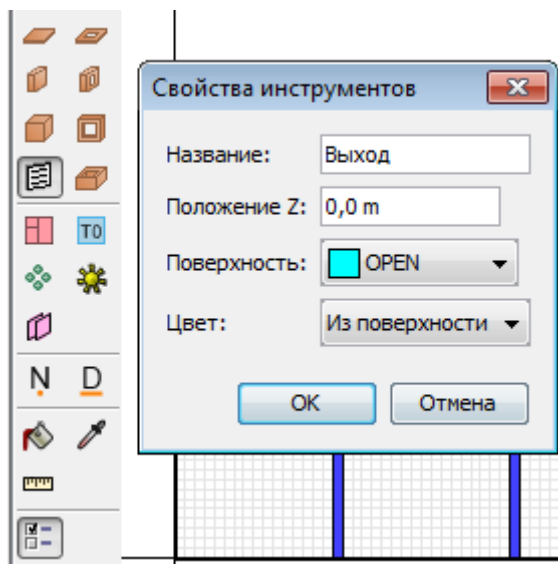 Свойства инструментов
Название: Выход
Положение Z: 0,0 m
Поверхность: OPEN
Цвет: Из поверхности
OK Отмена
T0
N D